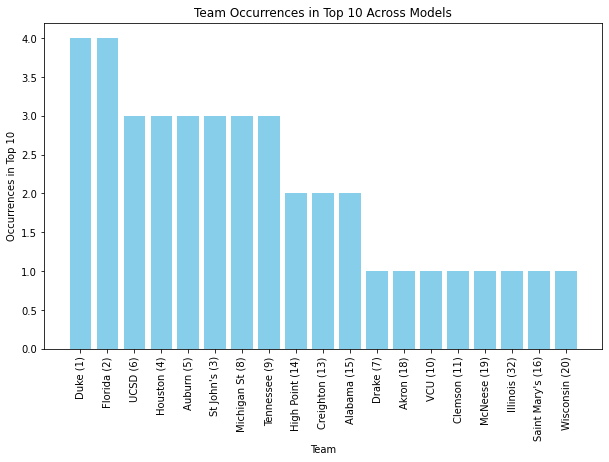 Team Occurrences in Top 10 Across Models
Occurrences in Top 10
4.0
3.5
3.0
2.5
2.0
1.5
1.0
0.5
0.0
Duke (1)
Florida (2)
UCSD (6)
Houston (4)
Auburn (5)
St John's (3)
Michigan St (8)
Tennessee (9)
High Point (14)
Creighton (13)
Alabama (15)
Drake (7)
Akron (18)
VCU (10)
Clemson (11)
McNeese (19)
Illinois (32)
Saint Mary's (16)
Wisconsin (20)
Team